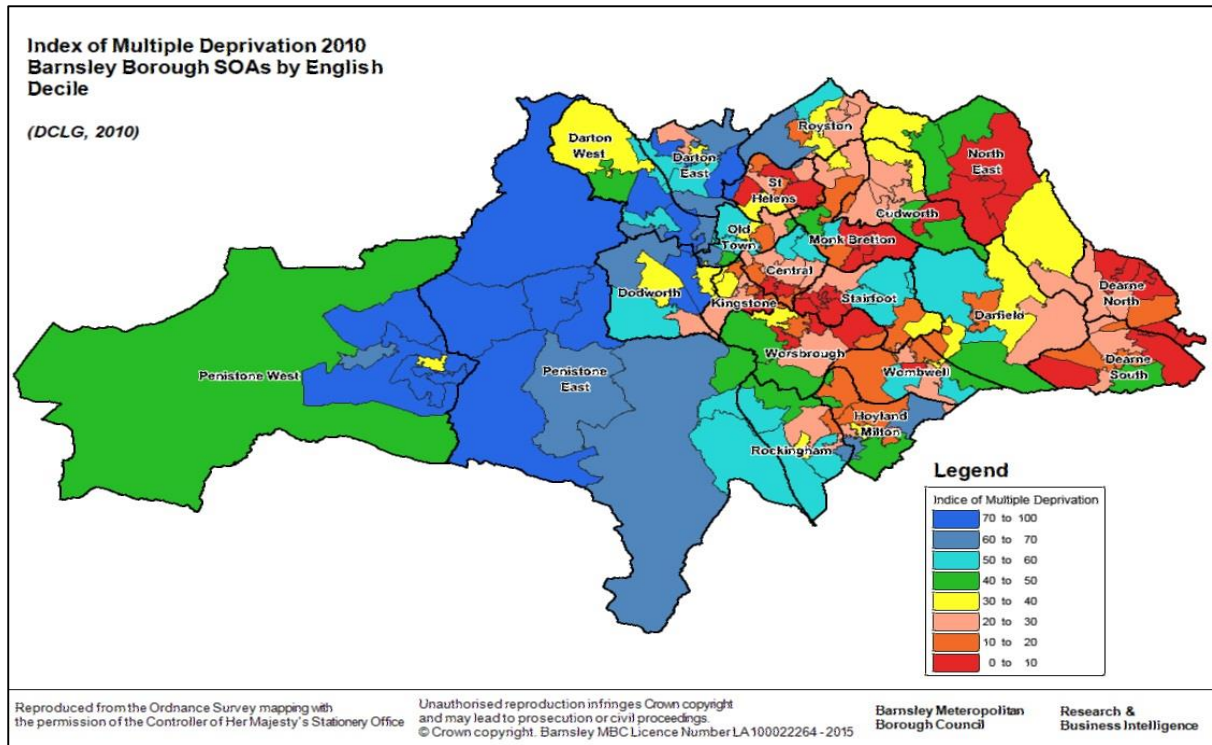 Index of Multiple Deprivation 2010
Barnsley Borough SOAs by English
Decile
(DCLG, 2010)
Darton
West
Darton
East
Royston
North
East
St
Helens
Cudworth
Old
Town
Monk Bretton
Central
Dearne
North
Dodworth
Kingstone
Stairfoot
Darfield
Worsbrough
Dearne
South
Penistone West
Penistone
East
Wombwell
Hoyland
Milton
Rockingham
Legend
Indice of Multiple Deprivation
70 to 100
60 to 70
50 to 60
40 to 50
30 to 40
20 to 30
10 to 20
0 to 10
Reproduced from the Ordnance Survey mapping with
the permission of the Controller of Her Majesty's Stationery Office
Unauthorised reproduction infringes Crown copyright
and may lead to prosecution or civil proceedings.
© Crown copyright. Barnsley MBC Licence Number LA100022264 - 2015
Barnsley Meteropolitan
Borough Council
Research &
Business Intelligence